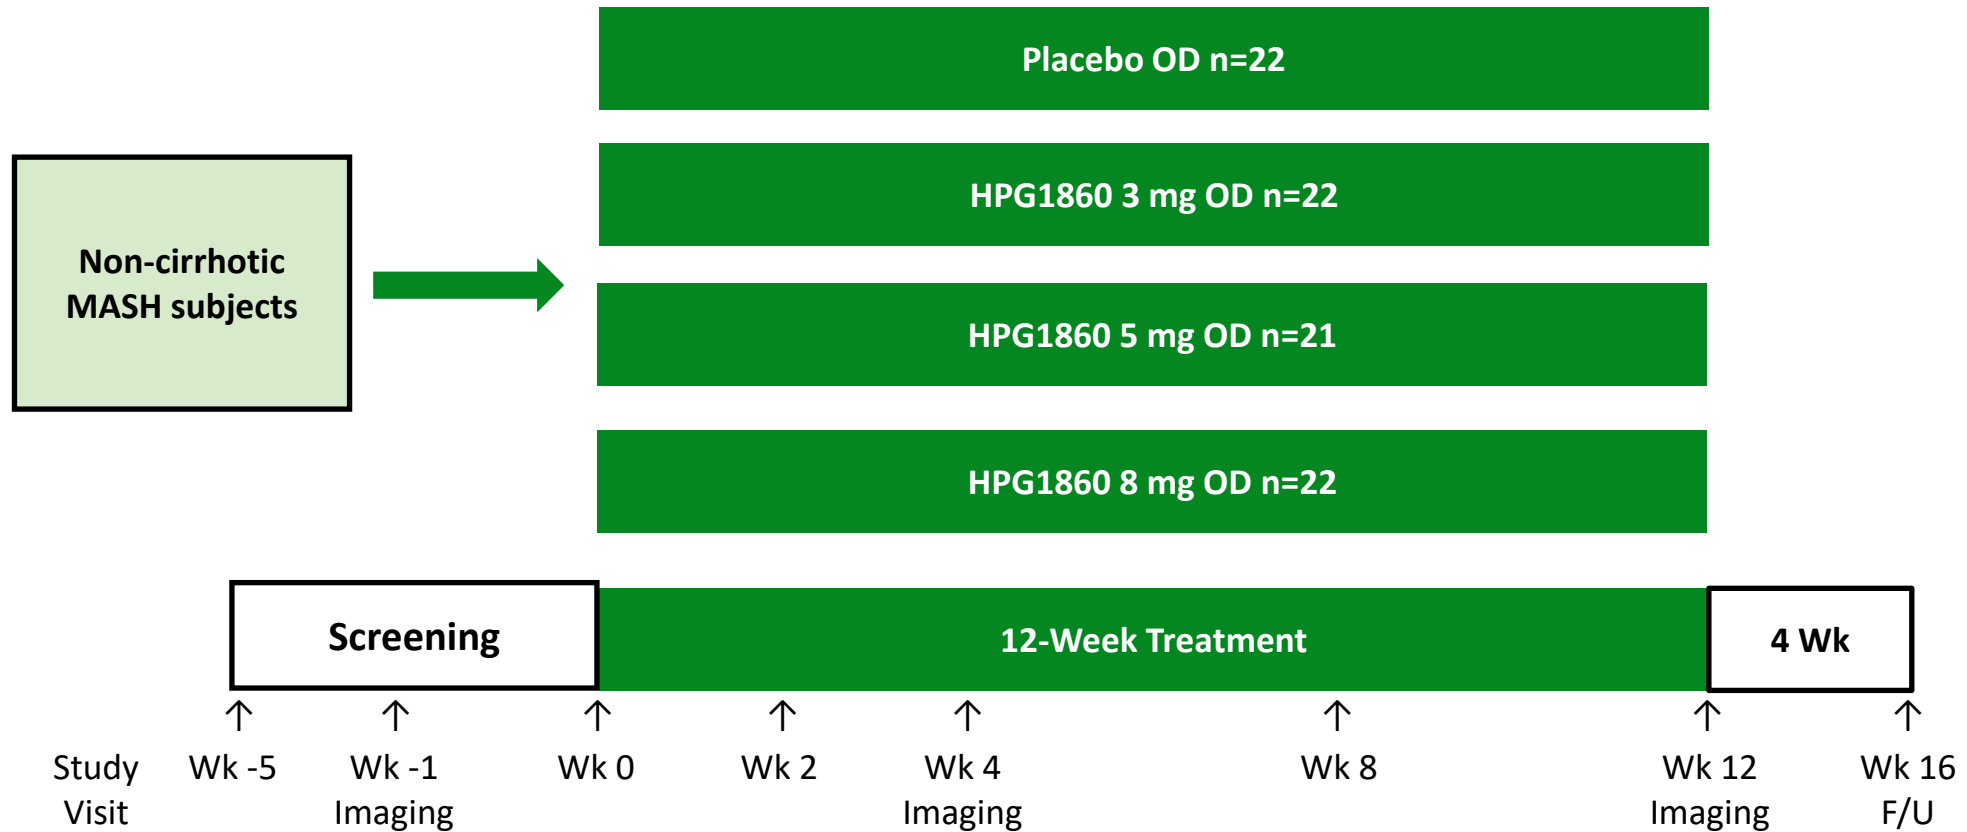 Placebo OD n=22
HPG1860 3 mg OD n=22
Non-cirrhotic
MASH subjects
HPG1860 5 mg OD n=21
HPG1860 8 mg OD n=22
Screening
12-Week Treatment
4 Wk
↑ ↑ ↑ ↑ ↑ ↑ ↑ ↑
Study Wk -5 Wk -1 Wk 0 Wk 2 Wk 4 Wk 8 Wk 12 Wk 16
Visit Imaging Imaging Imaging F/U